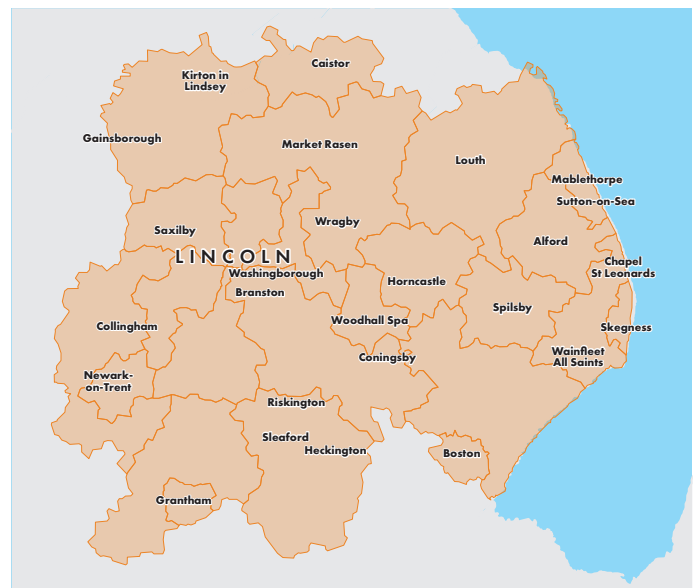 Caistor
Kirton in
Lindsey
Gainsborough
Market Rasen
Louth
Mablethorpe
Sutton-on-Sea
Wragby
Saxilby
Alford
LINCOLN
Chapel
St Leonards
Washingborough
Horncastle
Branston
Spilsby
Woodhall Spa
Collingham
Skegness
Coningsby
Wainfleet
All Saints
Newark-
on-Trent
Riskington
Sleaford
Heckington
Boston
Grantham